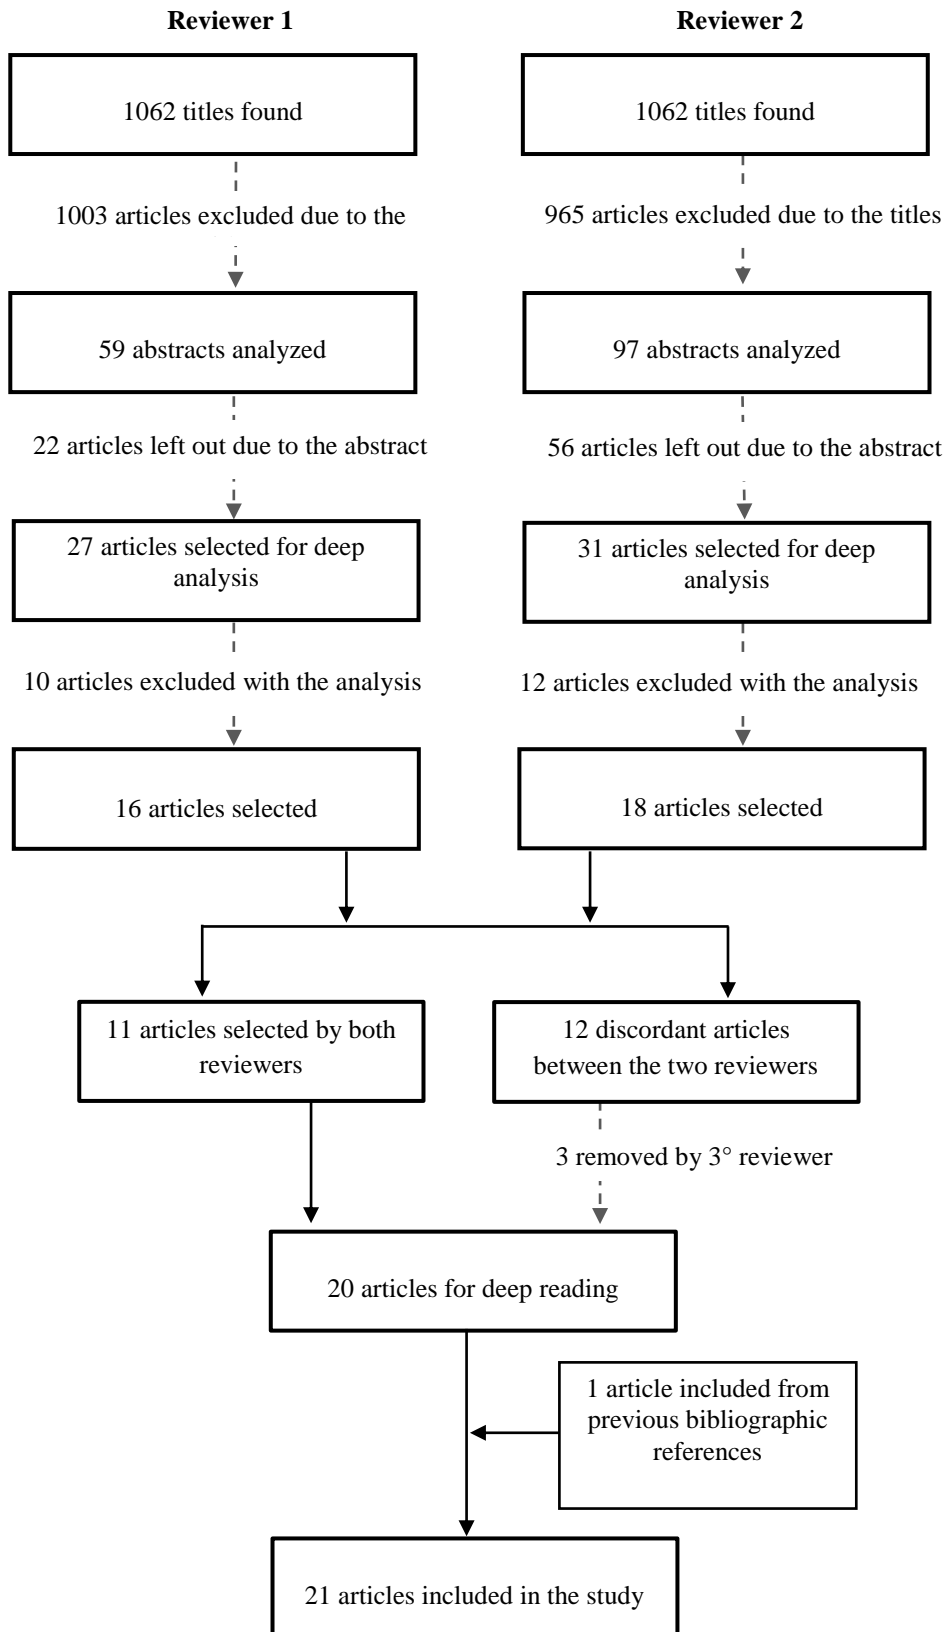 Reviewer 1
Reviewer 2
1062 titles found
1062 titles found
1003 articles excluded due to the
965 articles excluded due to the titles
59 abstracts analyzed
97 abstracts analyzed
22 articles left out due to the abstract
56 articles left out due to the abstract
27 articles selected for deep
analysis
31 articles selected for deep
analysis
10 articles excluded with the analysis
12 articles excluded with the analysis
16 articles selected
18 articles selected
11 articles selected by both
reviewers
12 discordant articles
between the two reviewers
3 removed by 3° reviewer
20 articles for deep reading
1 article included from
previous bibliographic
references
21 articles included in the study